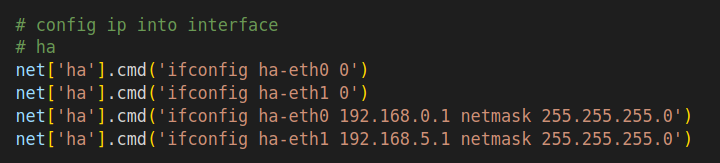 # config ip into interface
# ha
net['ha'].cmd('ifconfig ha-eth0 0')
net['ha'].cmd('ifconfig ha-eth1 0')
net['ha'].cmd('ifconfig ha-eth0 192.168.0.1 netmask 255.255.255.0')
net['ha'].cmd('ifconfig ha-eth1 192.168.5.1 netmask 255.255.255.0')